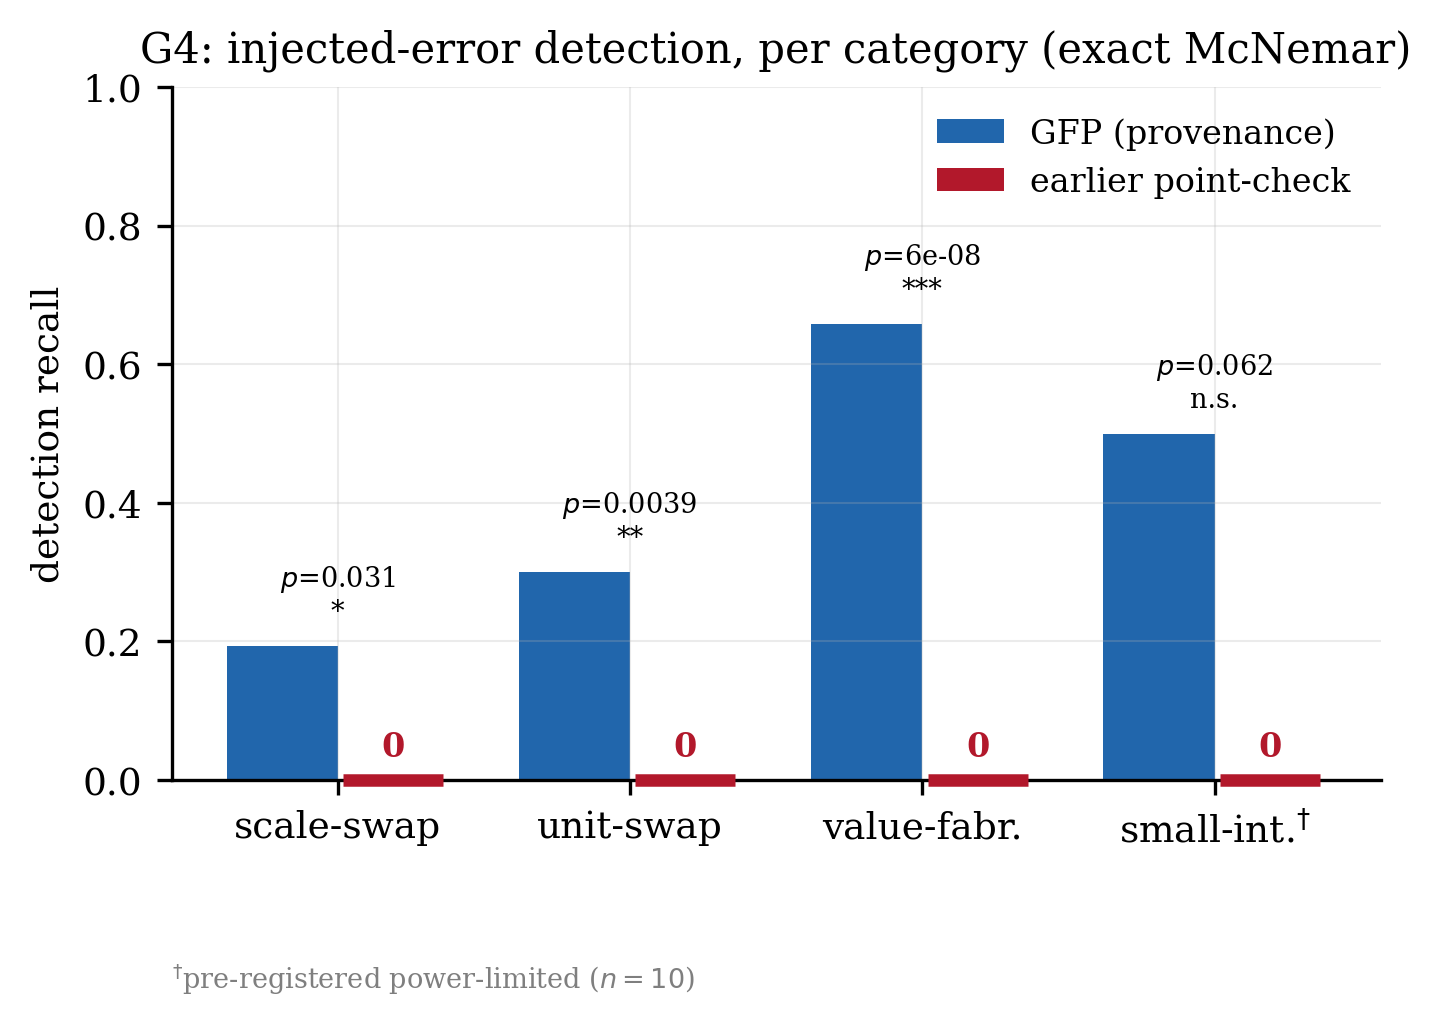 G4: injected-error detection, per category (exact McNemar)
1.0
0.8
0.6
0.4
0.2
0.0
detection recall
GFP (provenance)
earlier point-check
p=0.031
*
p=0.0039
**
p=6e-08
***
p=0.062
n.s.
0
0
0
0
scale-swap
unit-swap
value-fabr.
small-int.†
†pre-registered power-limited (n = 10)